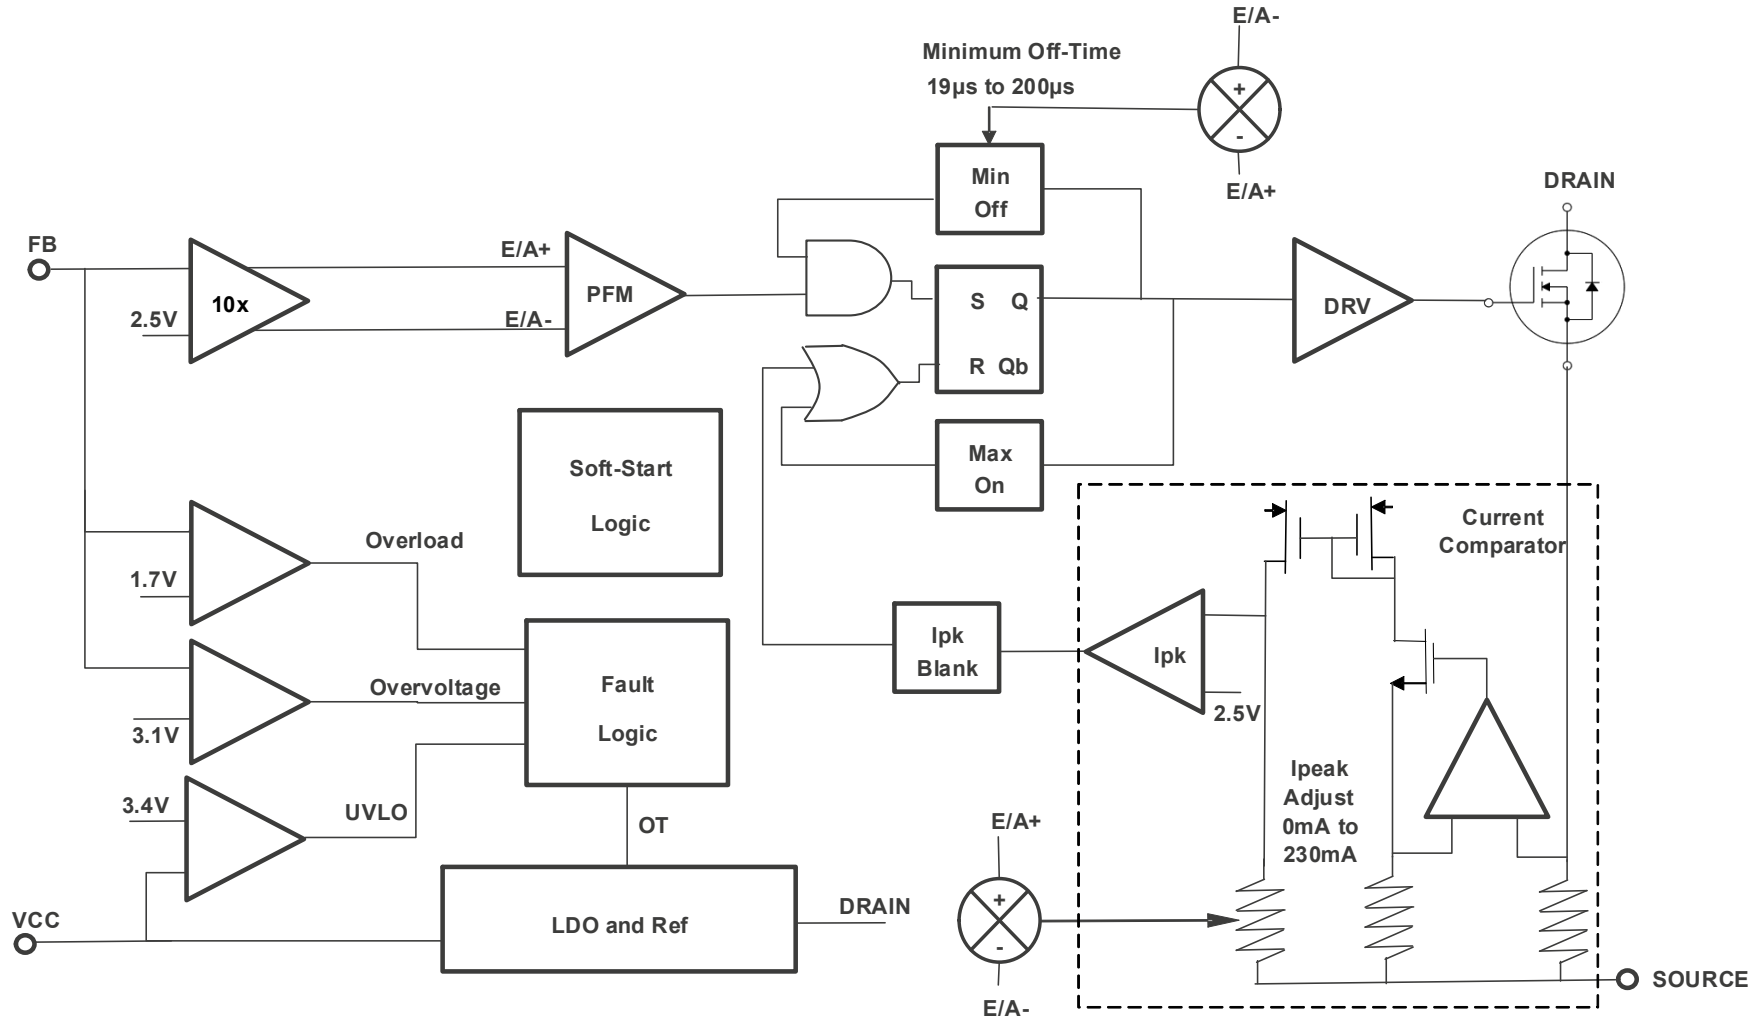 E/A-
Minimum Off-Time
19µs to 200µs
+
-
E/A+
Min
Off
DRAIN
FB
E/A+
10x
2.5V
E/A-
PFM
S Q
R Qb
DRV
Max
On
Soft-Start
Logic
Overload
1.7V
Current
Comparator
Ipk
Blank
Ipk
2.5V
Overvoltage
3.1V
Fault
Logic
3.4V
UVLO
OT
Ipeak
Adjust
0mA to
230mA
E/A+
+
-
E/A-
VCC
LDO and Ref
DRAIN
SOURCE